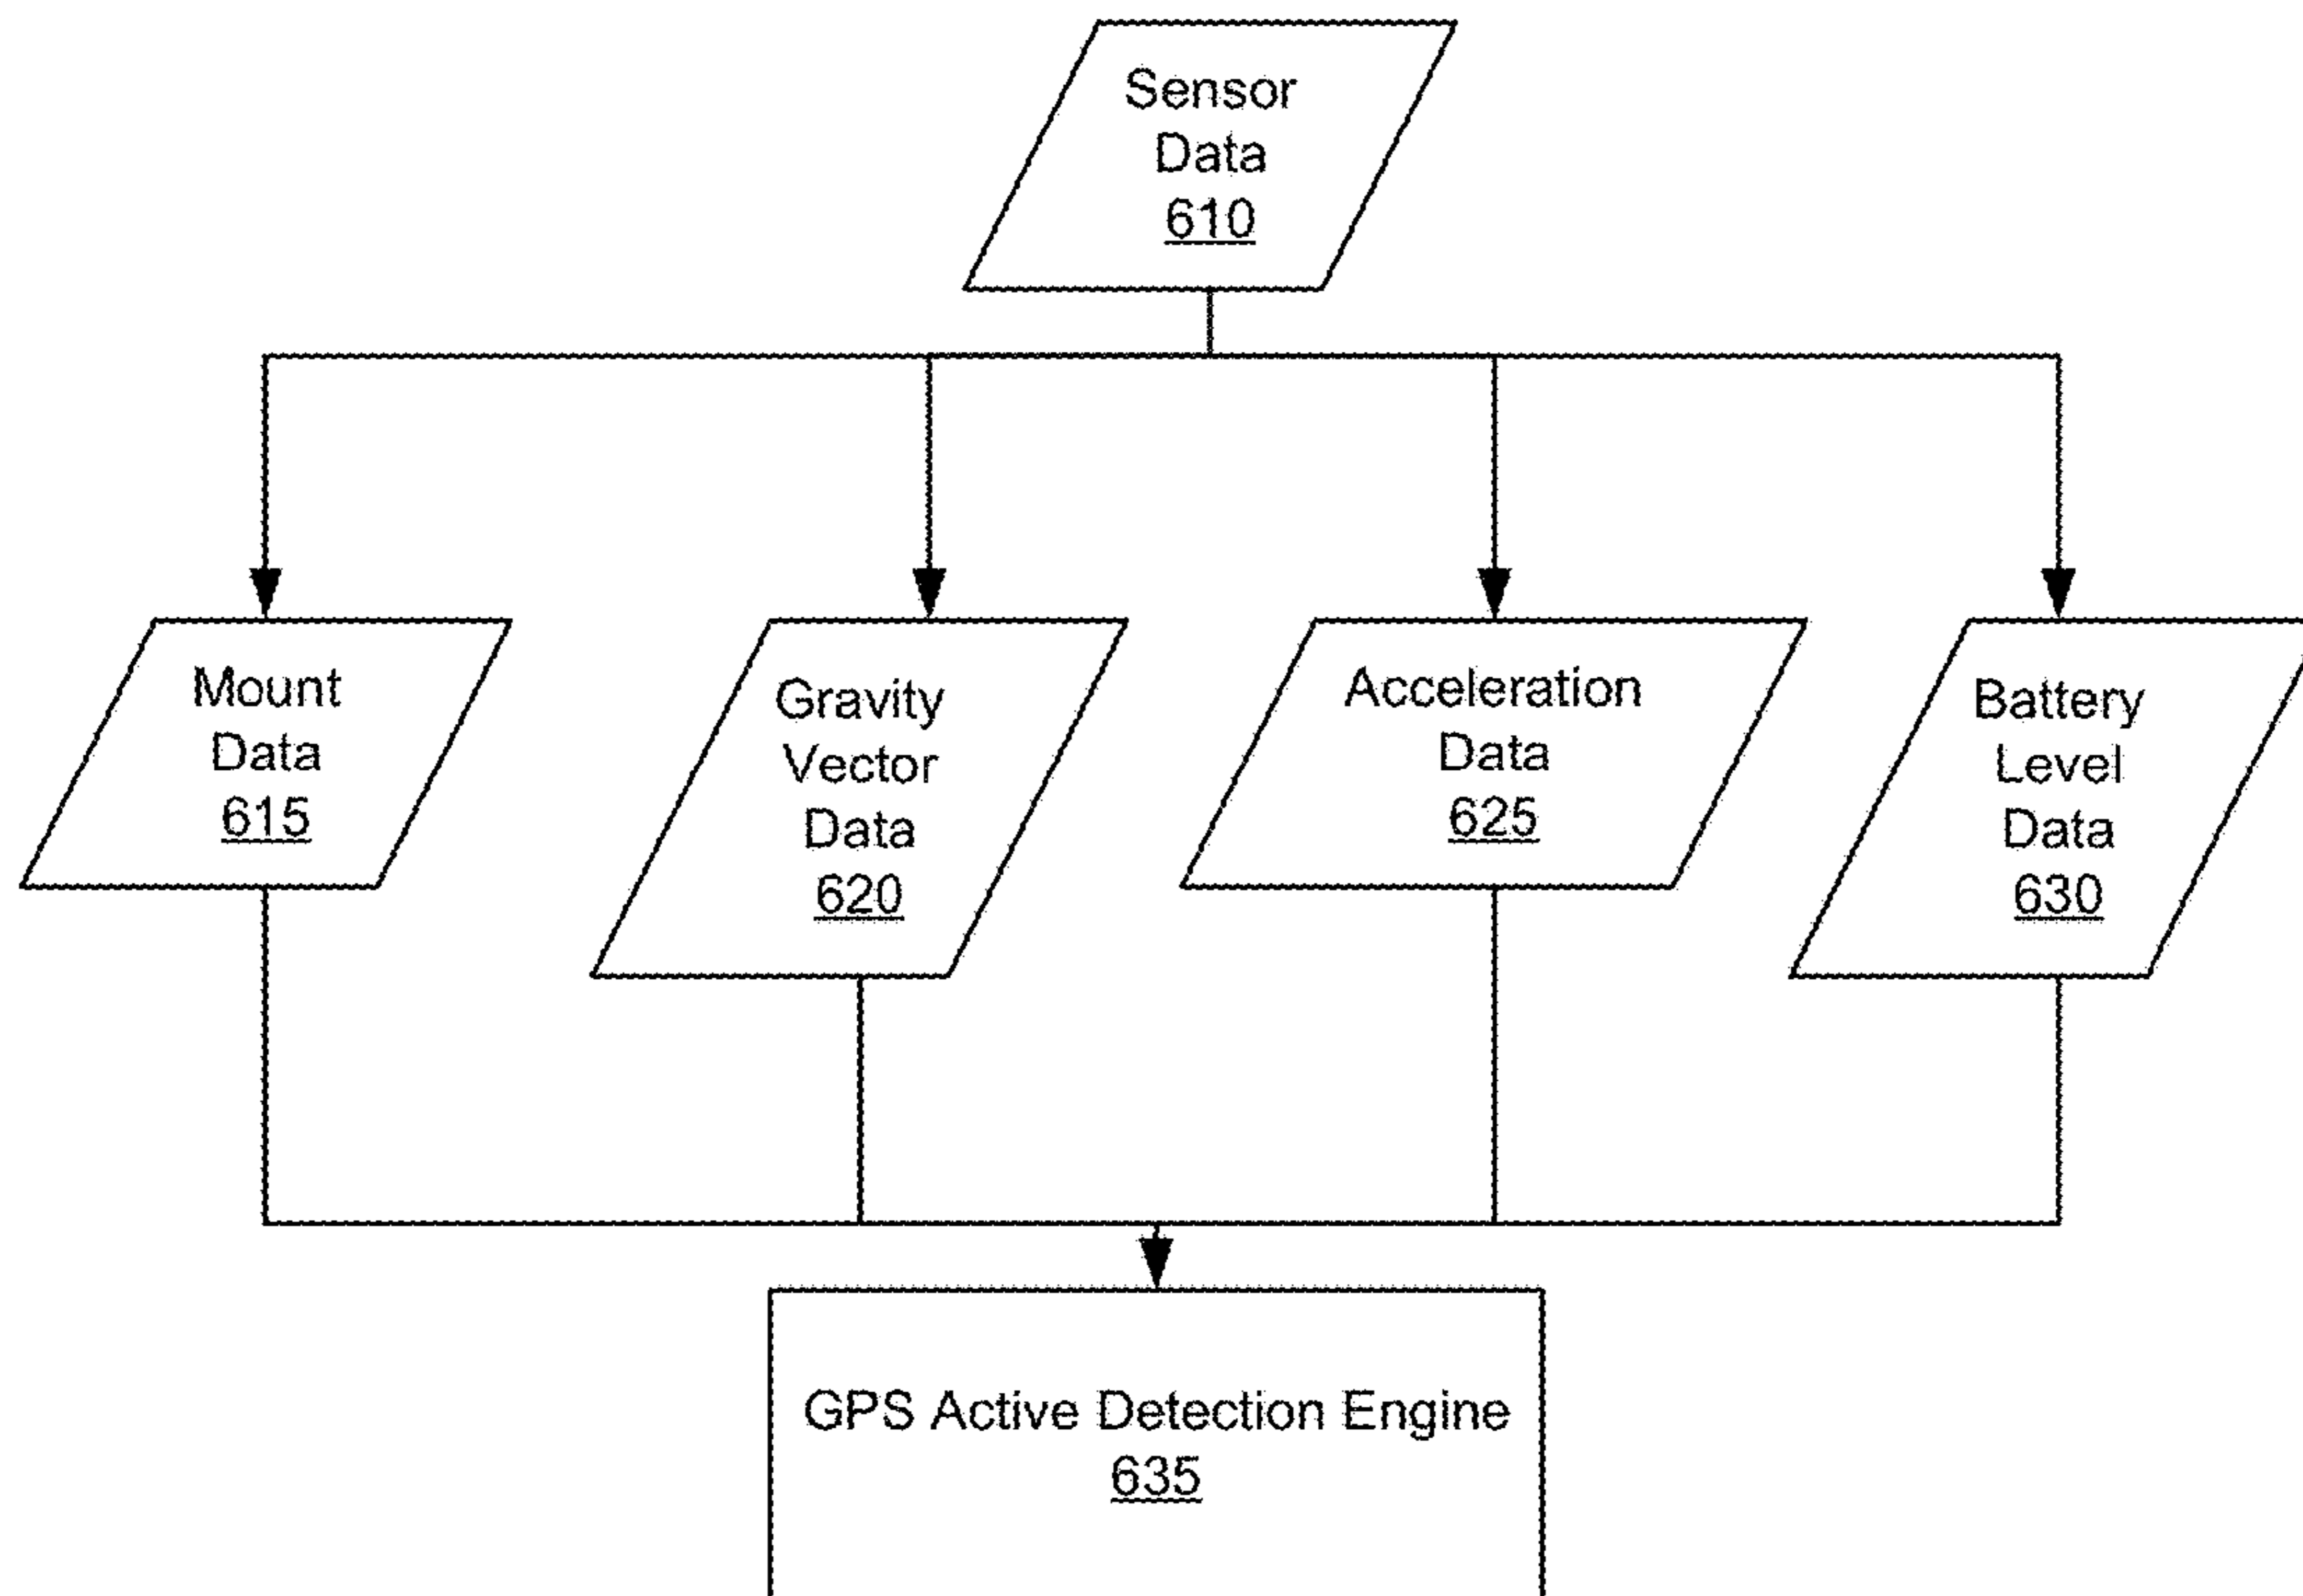 Sensor
Data
610
Mount
Data
615
Gravity
Vector
Data
620
Acceleration
Data
625
Battery
Level
Data
630
GPS Active Detection Engine
635